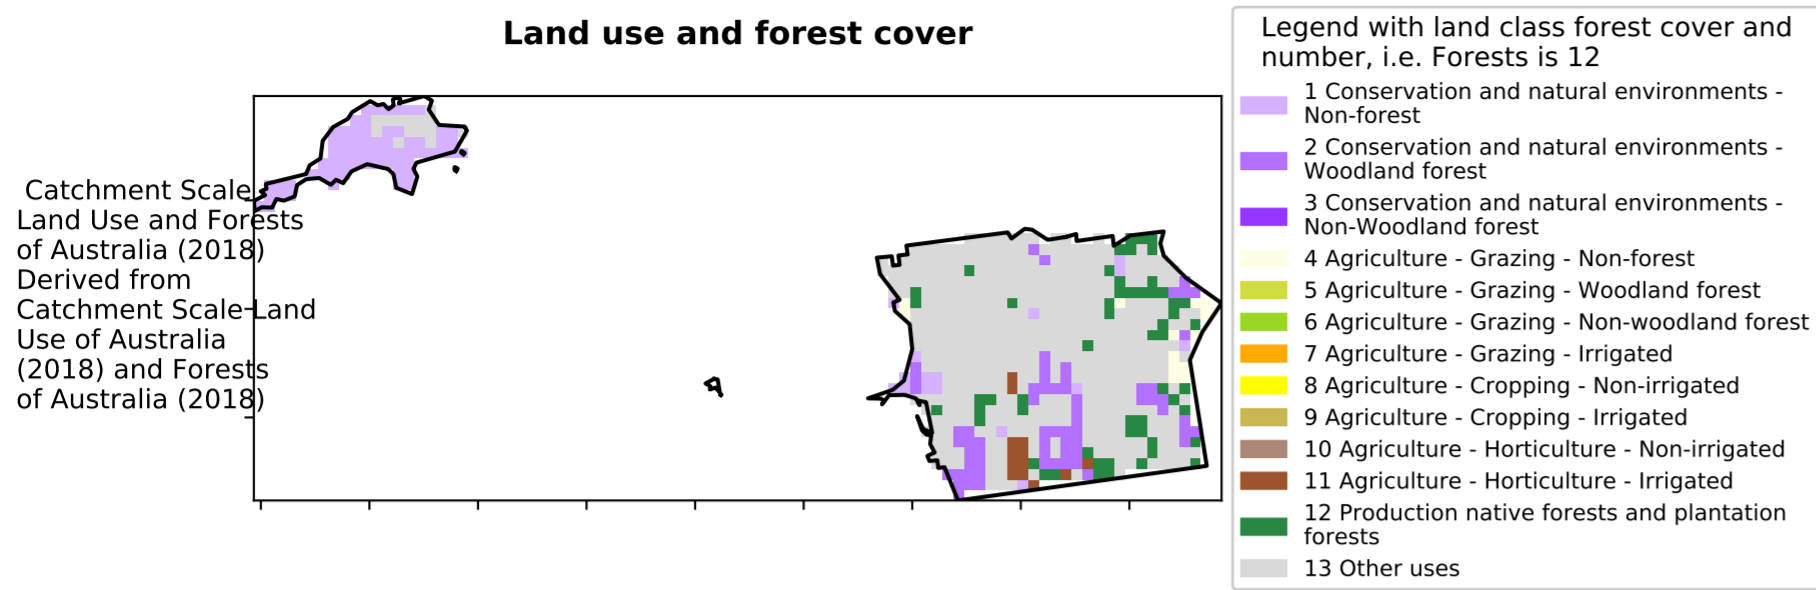 Land use and forest cover
Catchment Scale
Land Use and Forests
of Australia (2018)
Derived from
Catchment Scale Land
Use of Australia
(2018) and Forests
of Australia (2018)
Legend with land class forest cover and
number, i.e. Forests is 12
1 Conservation and natural environments -
Non-forest
2 Conservation and natural environments -
Woodland forest
3 Conservation and natural environments -
Non-Woodland forest
4 Agriculture - Grazing - Non-forest
5 Agriculture - Grazing - Woodland forest
6 Agriculture - Grazing - Non-woodland forest
7 Agriculture - Grazing - Irrigated
8 Agriculture - Cropping - Non-irrigated
9 Agriculture - Cropping - Irrigated
10 Agriculture - Horticulture - Non-irrigated
11 Agriculture - Horticulture - Irrigated
12 Production native forests and plantation
forests
13 Other uses